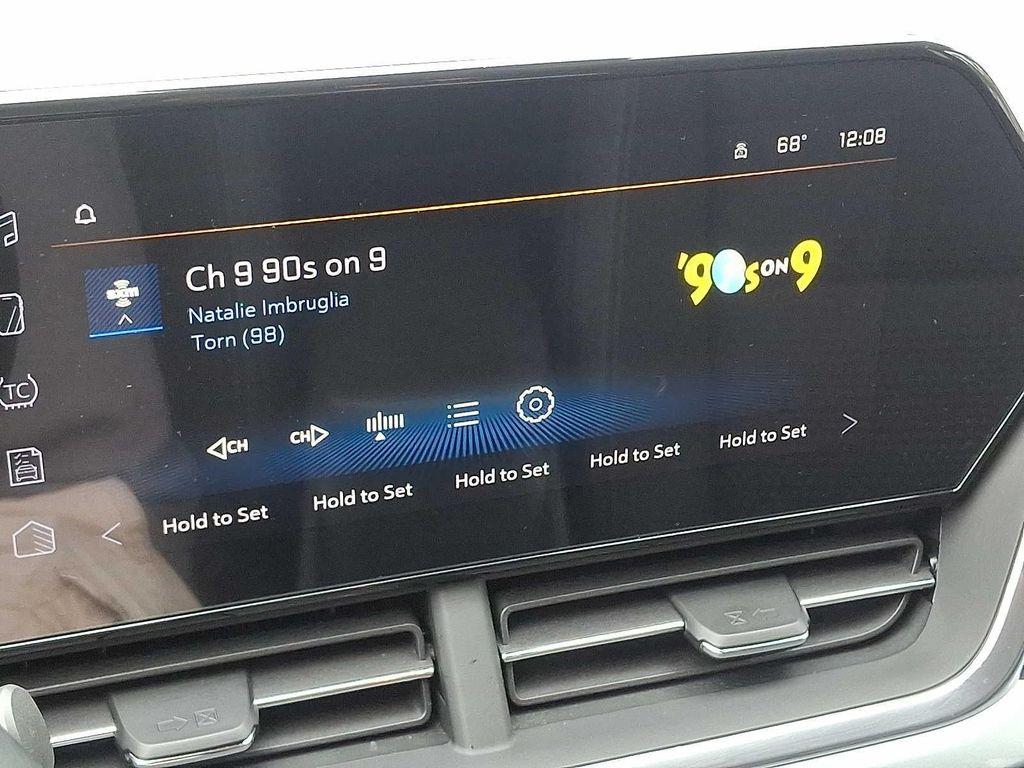 68° 12:08
Ch 9 90s on 9
Natalie Imbruglia
Torn (98)
sxm
'90s ON 9
TC
CH CH
Hold to Set Hold to Set Hold to Set Hold to Set Hold to Set